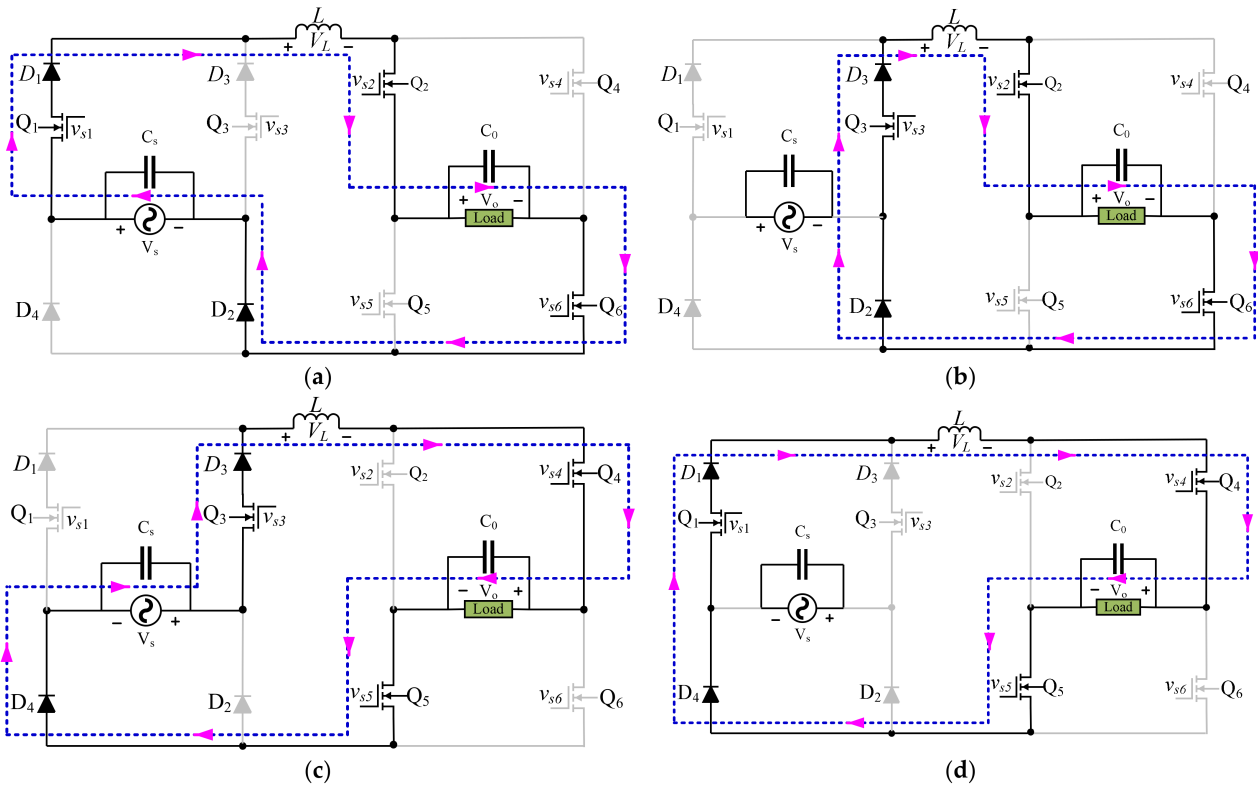 L
+ V_L −
D1 D3
v_s2 Q2 v_s4 Q4
Q1 v_s1 Q3 v_s3
C_s C_0
+ V_o −
Load
+ V_s −
D4 D2
v_s5 Q5 v_s6 Q6
(a)
L
+ V_L −
D1 D3
v_s2 Q2 v_s4 Q4
Q1 v_s1 Q3 v_s3
C_s C_0
+ V_o −
Load
+ V_s −
D4 D2
v_s5 Q5 v_s6 Q6
(b)
L
+ V_L −
D1 D3
v_s2 Q2 v_s4 Q4
Q1 v_s1 Q3 v_s3
C_s C_0
− V_o +
Load
− V_s +
D4 D2
v_s5 Q5 v_s6 Q6
(c)
L
+ V_L −
D1 D3
v_s2 Q2 v_s4 Q4
Q1 v_s1 Q3 v_s3
C_s C_0
− V_o +
Load
− V_s +
D4 D2
v_s5 Q5 v_s6 Q6
(d)